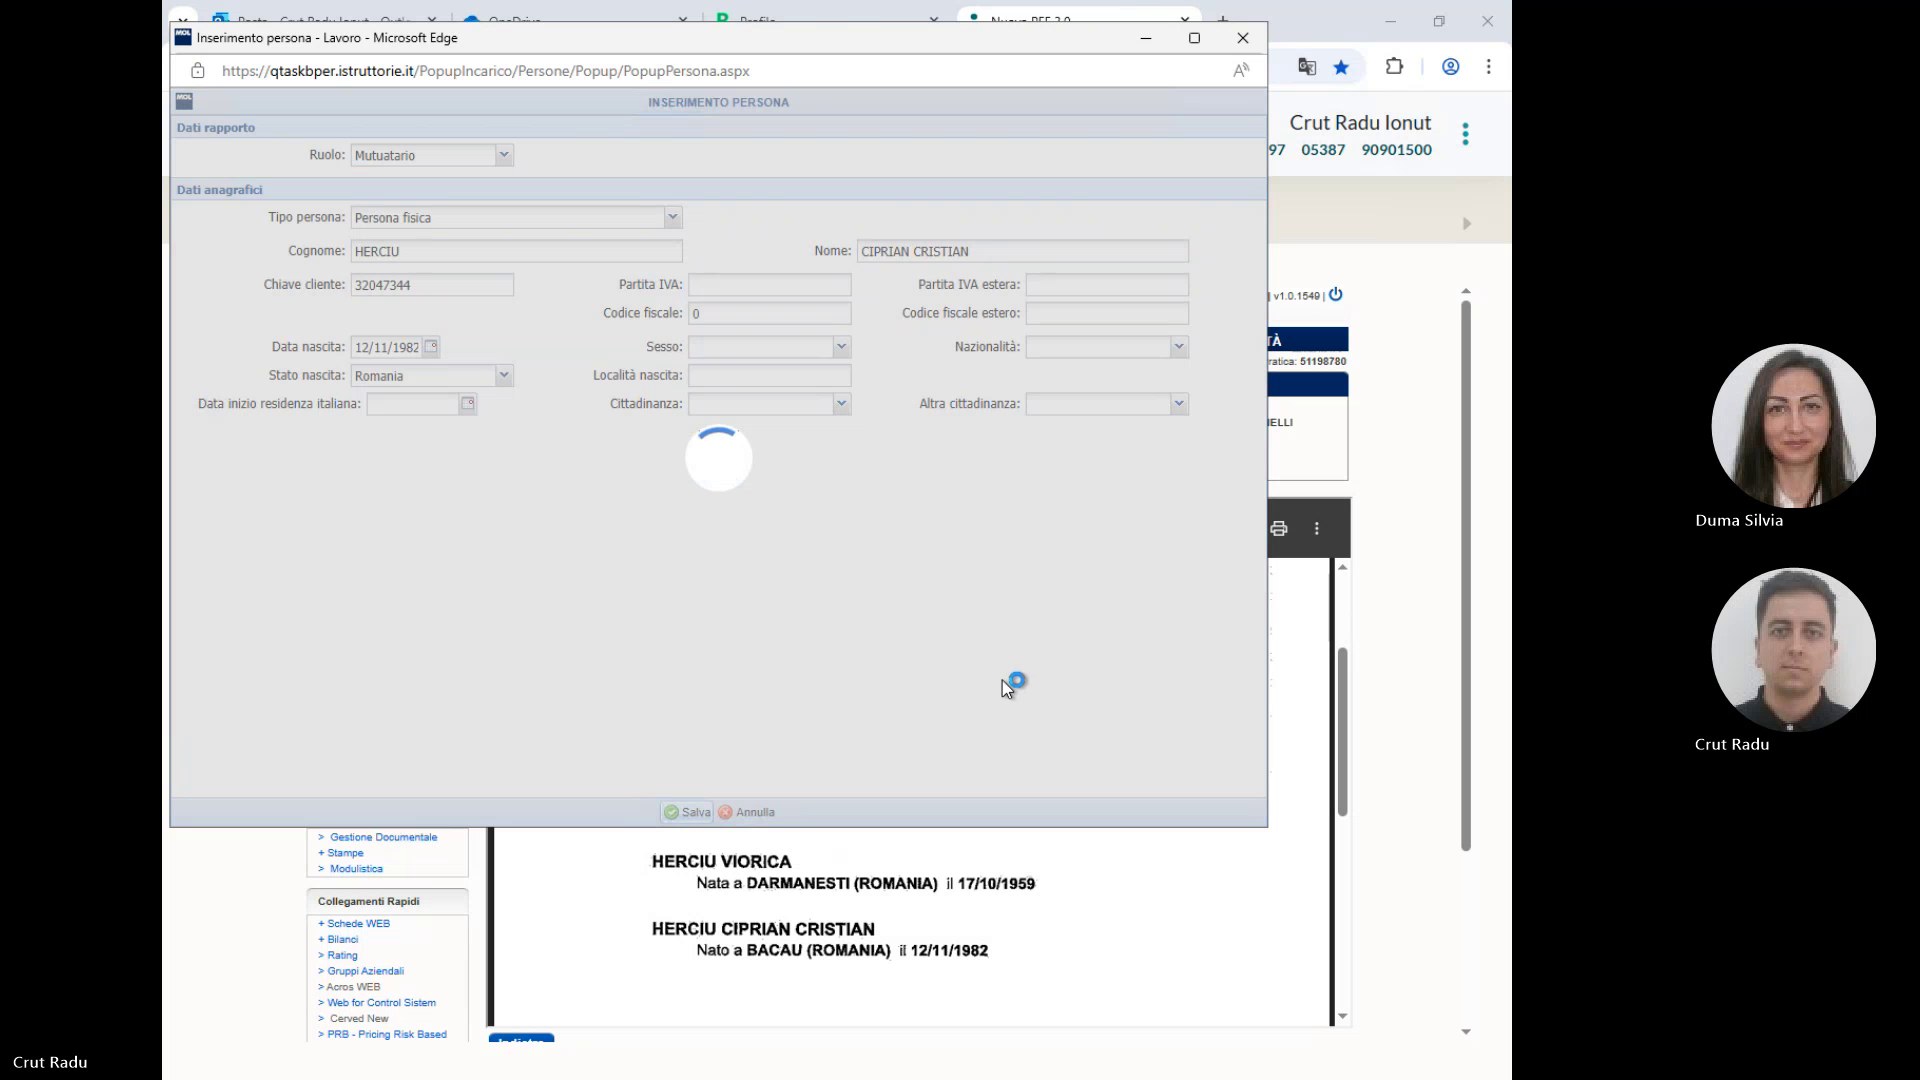 Inserimento persona - Lavoro - Microsoft Edge
https://qtaskbper.istruttorie.it/PopupIncarico/Persone/Popup/PopupPersona.aspx
MOL
INSERIMENTO PERSONA
Dati rapporto
Ruolo: Mutuatario
Dati anagrafici
Tipo persona: Persona fisica
Cognome: HERCIU
Nome: CIPRIAN CRISTIAN
Chiave cliente: 32047344
Partita IVA:
Partita IVA estera:
Codice fiscale: 0
Codice fiscale estero:
Data nascita: 12/11/1982
Sesso:
Nazionalità:
Stato nascita: Romania
Località nascita:
Data inizio residenza italiana:
Cittadinanza:
Altra cittadinanza:
Salva
Annulla
Crut Radu Ionut
97 05387 90901500
| v1.0.1549 |
TÀ
ratica: 51198780
NELLI
> Gestione Documentale
+ Stampe
> Modulistica
Collegamenti Rapidi
+ Schede WEB
+ Bilanci
> Rating
> Gruppi Aziendali
> Acros WEB
> Web for Control Sistem
> Cerved New
> PRB - Pricing Risk Based
HERCIU VIORICA
Nata a DARMANESTI (ROMANIA) il 17/10/1959
HERCIU CIPRIAN CRISTIAN
Nato a BACAU (ROMANIA) il 12/11/1982
Indietro
Duma Silvia
Crut Radu
Crut Radu